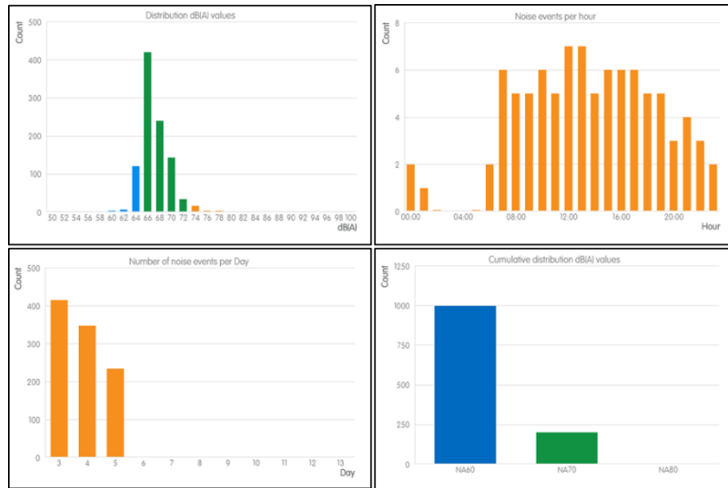 Distribution dB(A) values
Count
500
400
300
200
100
0
50 52 54 56 58 60 62 64 66 68 70 72 74 76 78 80 82 84 86 88 90 92 94 96 98 100
dB(A)
Noise events per hour
Count
8
6
4
2
0
00:00 04:00 08:00 12:00 16:00 20:00
Hour
Number of noise events per Day
Count
500
400
300
200
100
0
3 4 5 6 7 8 9 10 11 12 13
Day
Cumulative distribution dB(A) values
Count
1250
1000
750
500
250
0
NA60 NA70 NA80